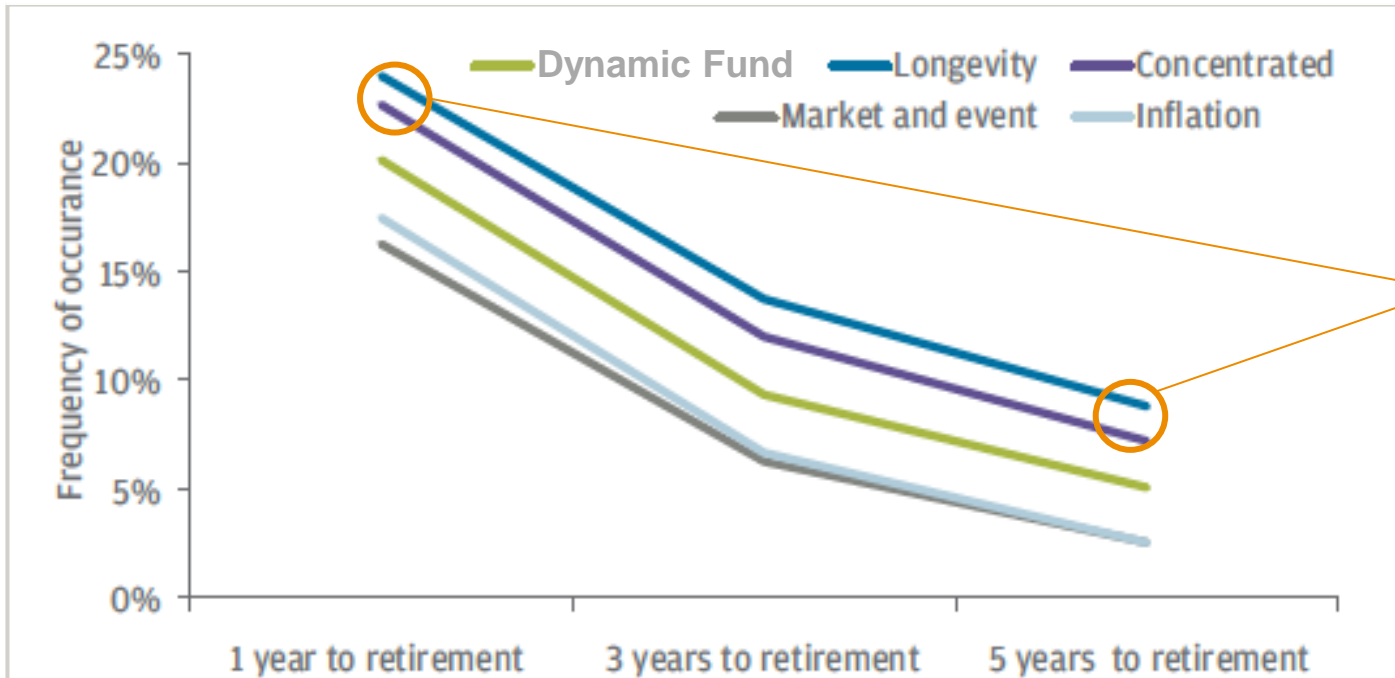 25%
Dynamic Fund Longevity Concentrated
Market and event Inflation
20%
15%
10%
5%
0%
Frequency of occurance
1 year to retirement 3 years to retirement 5 years to retirement